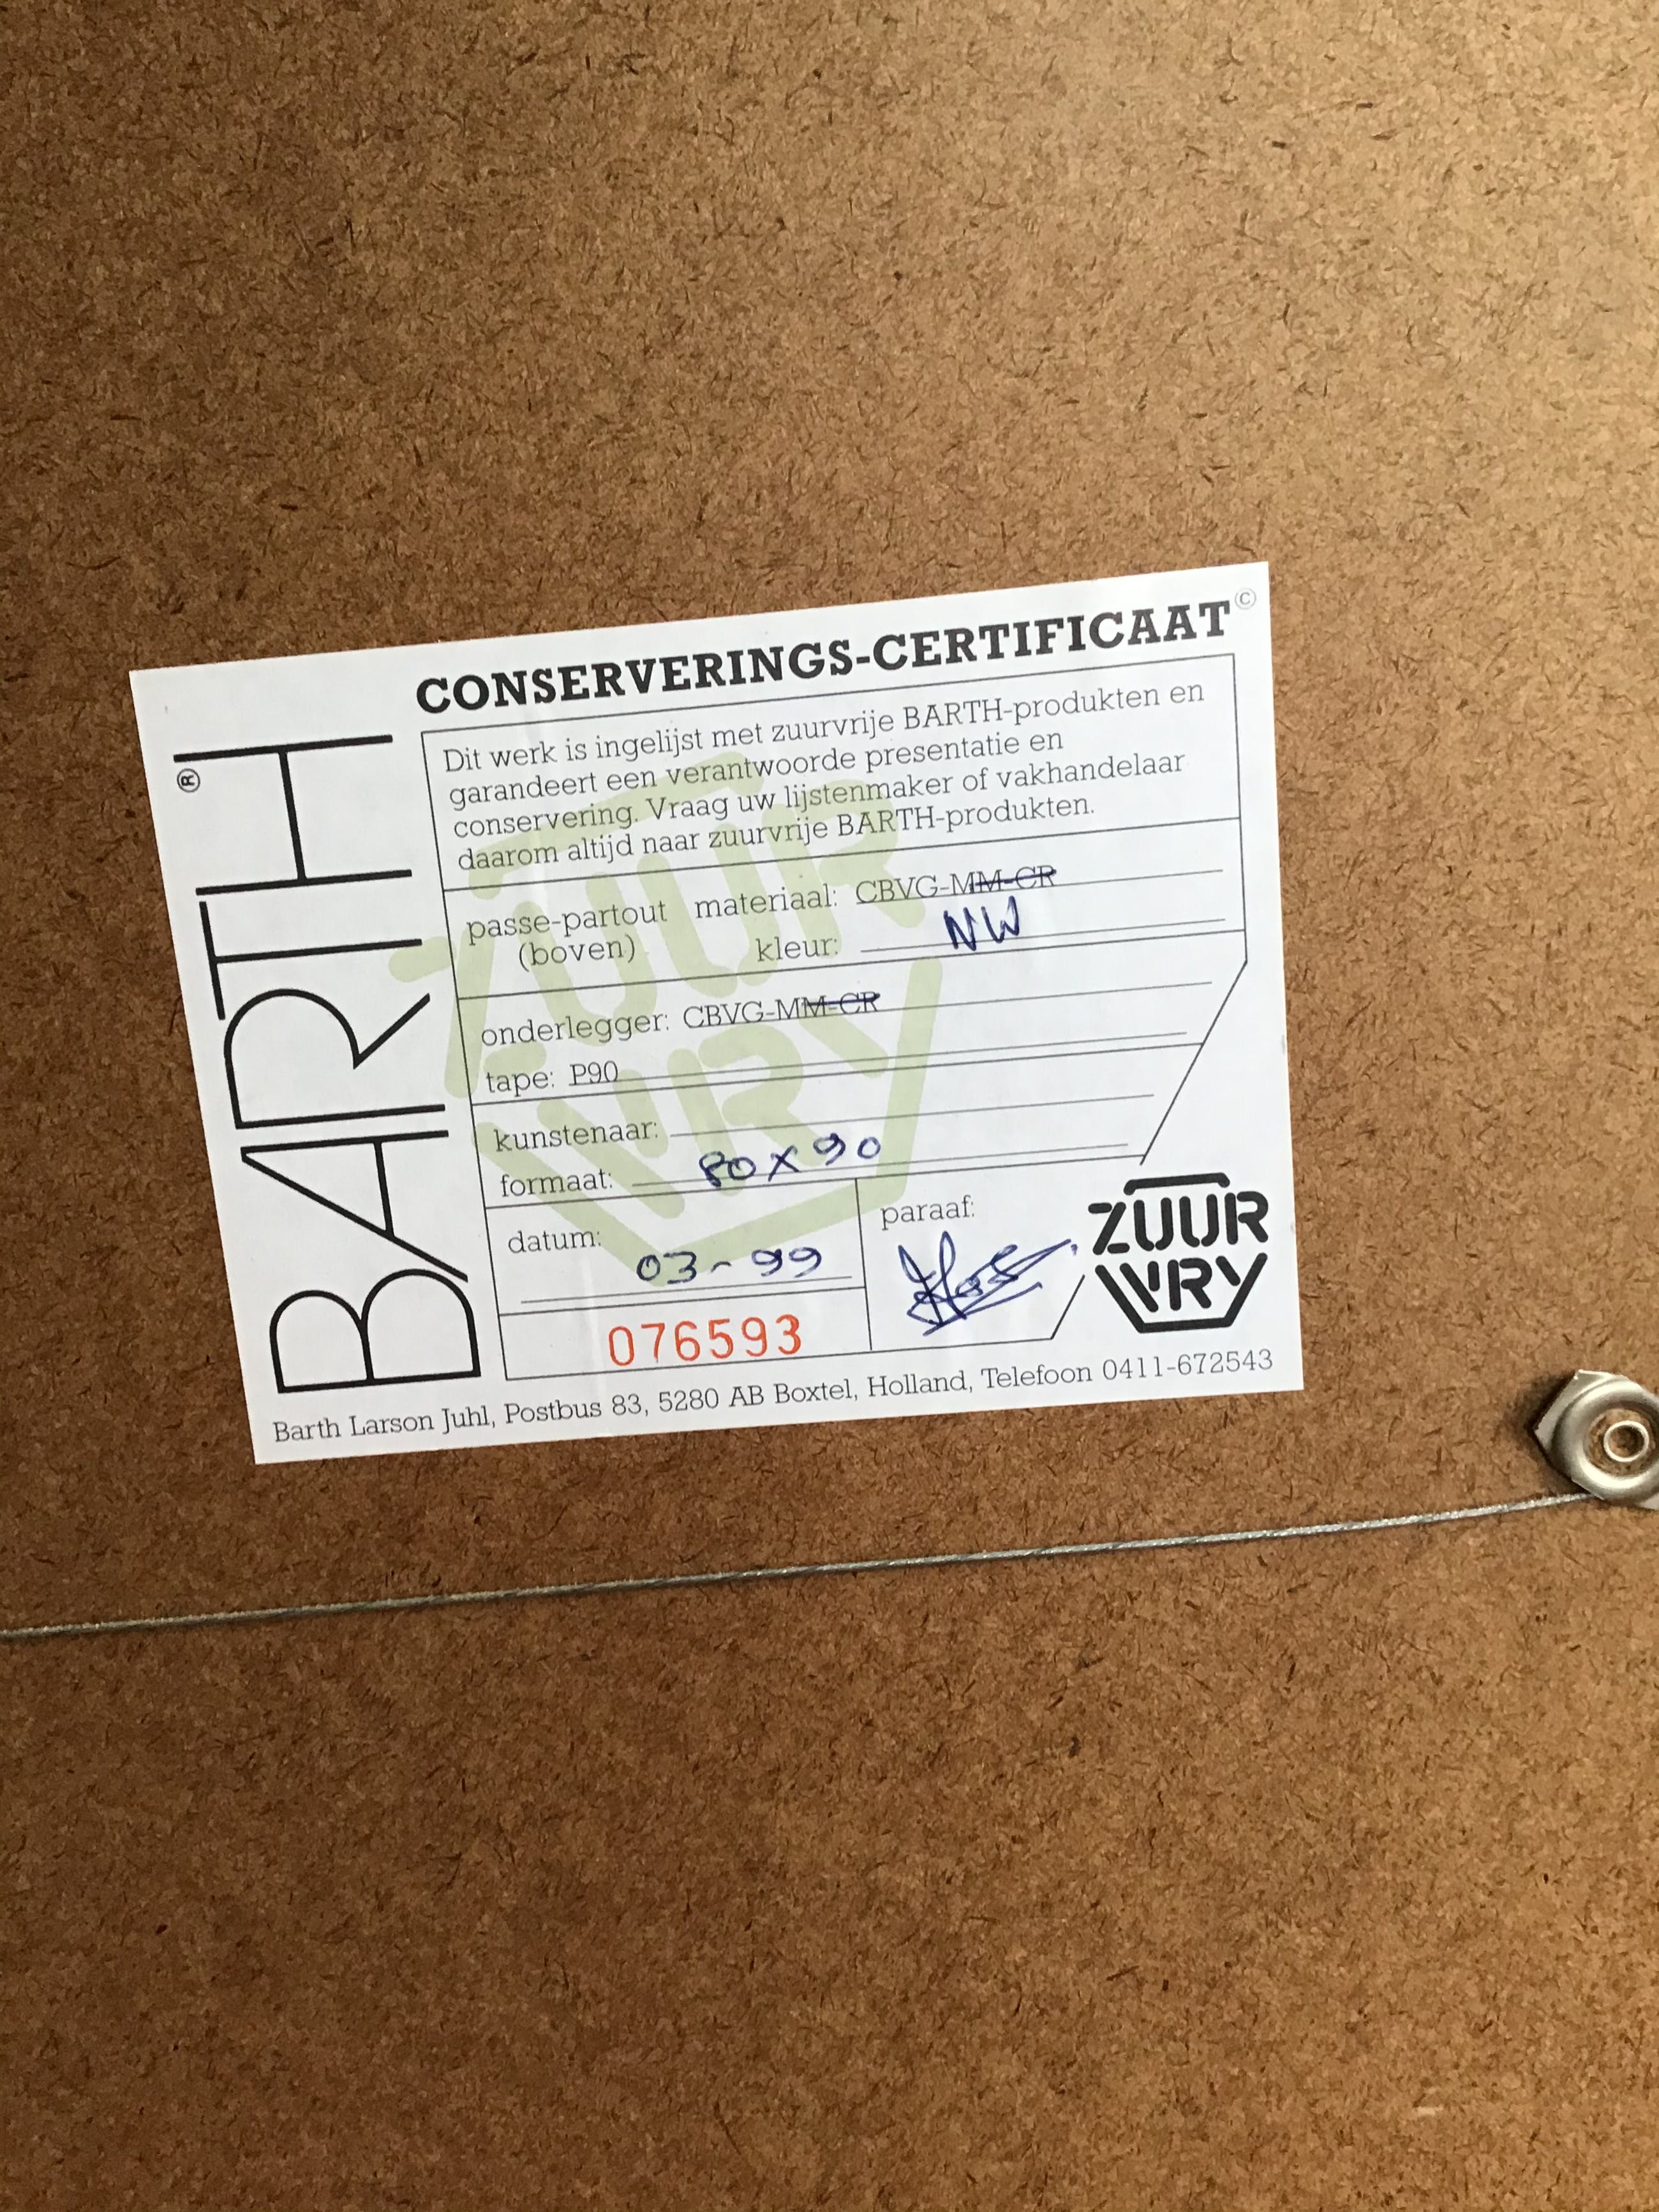 BARTH®
CONSERVERINGS-CERTIFICAAT©
Dit werk is ingelijst met zuurvrije BARTH-produkten en
garandeert een verantwoorde presentatie en
conservering. Vraag uw lijstenmaker of vakhandelaar
daarom altijd naar zuurvrije BARTH-produkten.
passe-partout materiaal: CBVG-MM-CR
(boven) kleur: NW
onderlegger: CBVG-MM-CR
tape: P90
kunstenaar:
formaat: 80 x 90
datum: 03-99
paraaf:
076593
ZUUR
VRY
Barth Larson Juhl, Postbus 83, 5280 AB Boxtel, Holland, Telefoon 0411-672543